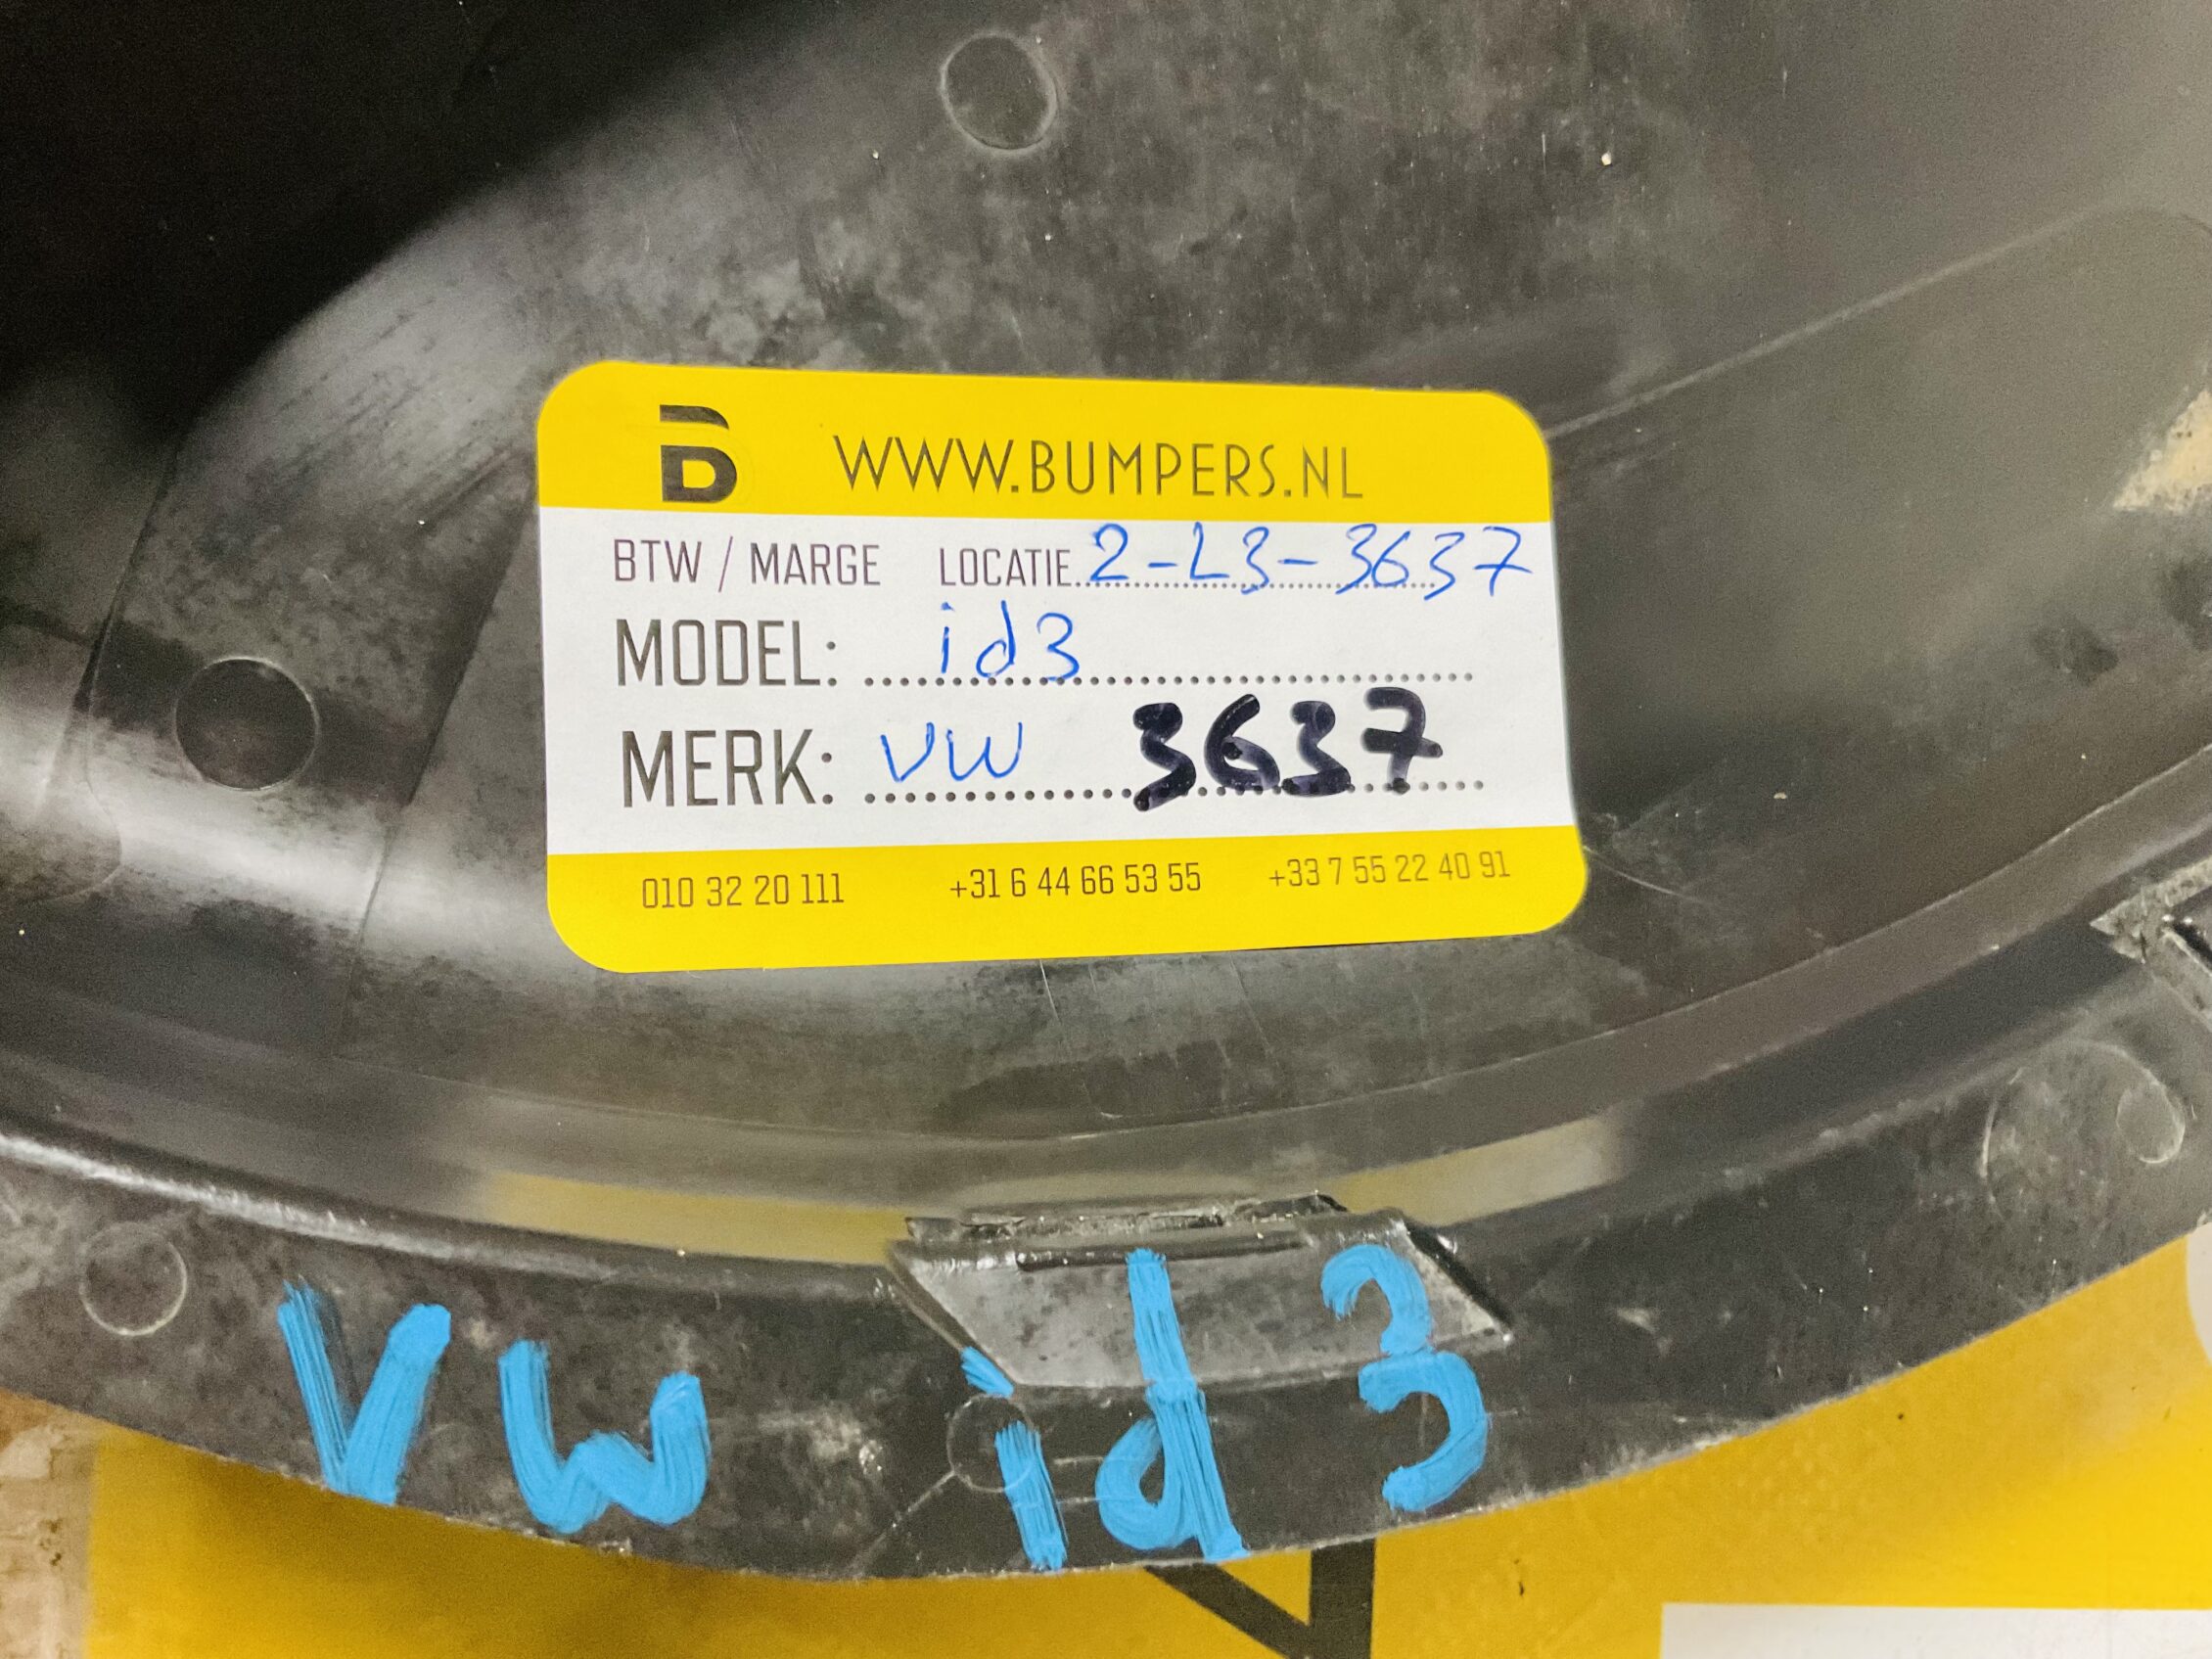 WWW.BUMPERS.NL
BTW / MARGE LOCATIE 2-L3-3637
MODEL: id3
MERK: VW 3637
010 32 20 111 +31 6 44 66 53 55 +33 7 55 22 40 91
VW id3